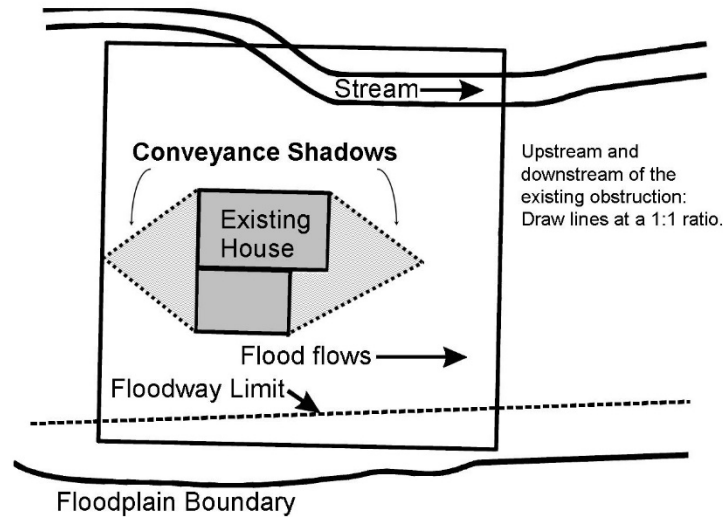 Stream
Conveyance Shadows
Upstream and
downstream of the
existing obstruction:
Draw lines at a 1:1 ratio.
Existing
House
Flood flows
Floodway Limit
Floodplain Boundary